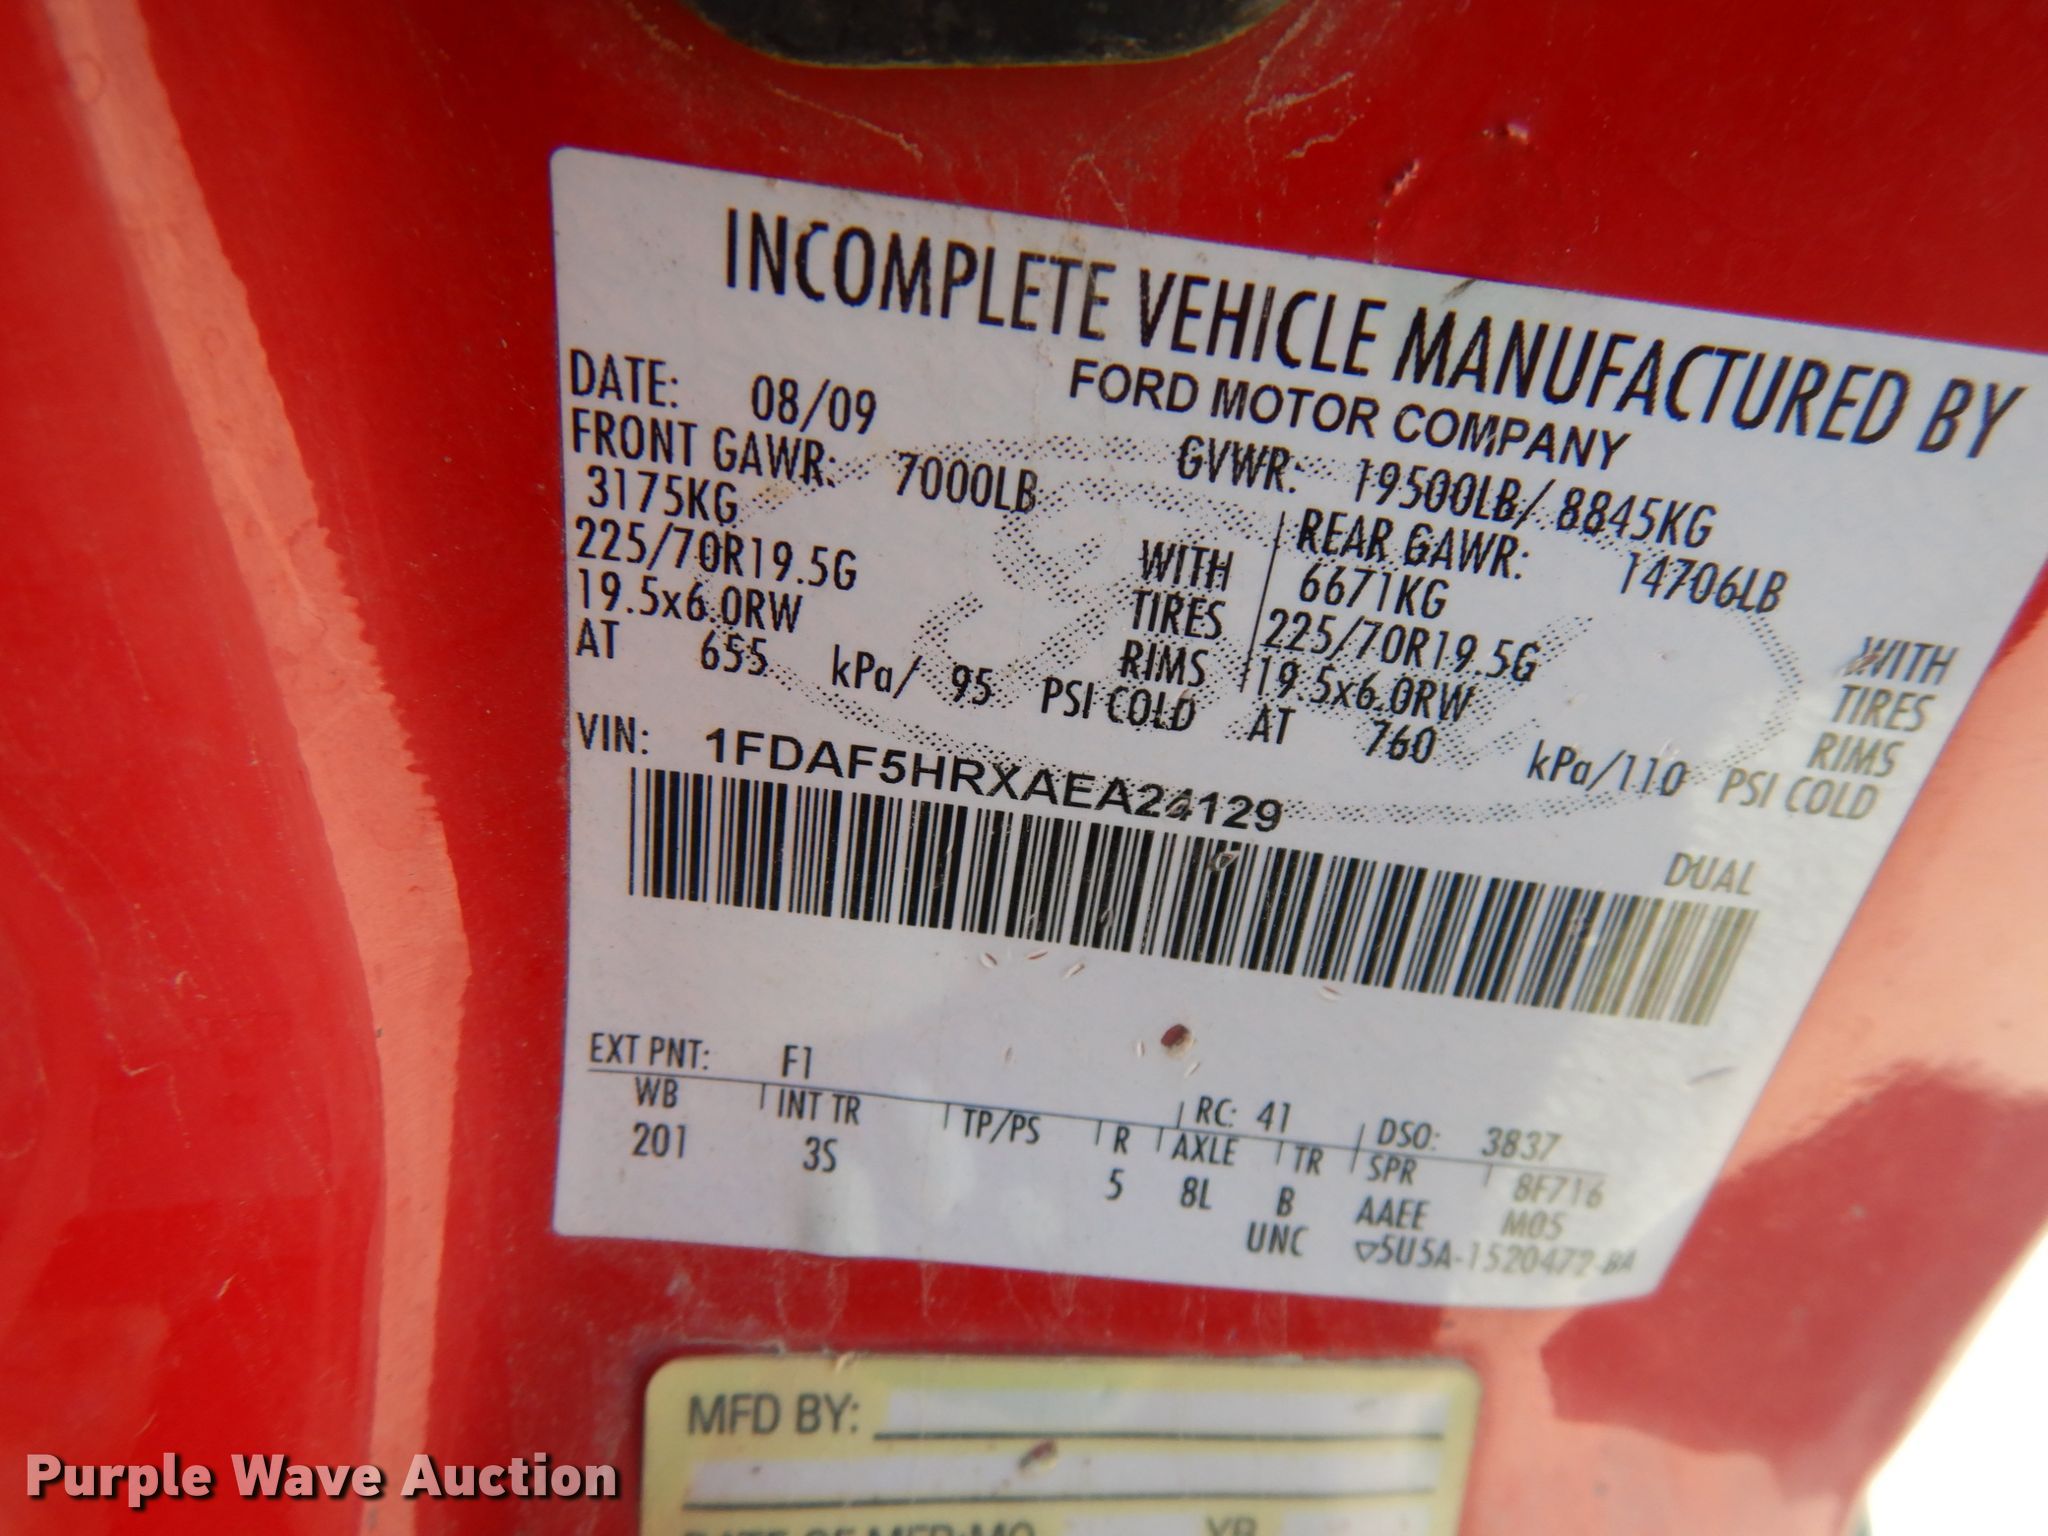 INCOMPLETE VEHICLE MANUFACTURED BY
FORD MOTOR COMPANY
DATE: 08/09 GVWR: 19500LB/ 8845KG
FRONT GAWR: 7000LB REAR GAWR: 14706LB
3175KG WITH 6671KG WITH
225/70R19.5G TIRES 225/70R19.5G TIRES
19.5x6.0RW RIMS 19.5x6.0RW RIMS
AT 655 kPa/ 95 PSI COLD AT 760 kPa/110 PSI COLD
VIN: 1FDAF5HRXAEA24129
DUAL
EXT PNT: F1 RC: 41 DSO: 3837
WB INT TR TP/PS R AXLE TR SPR 8F716
201 3S 5 8L B AAEE M05
UNC ▽5U5A-1520472-BA
MFD BY:
Purple Wave Auction